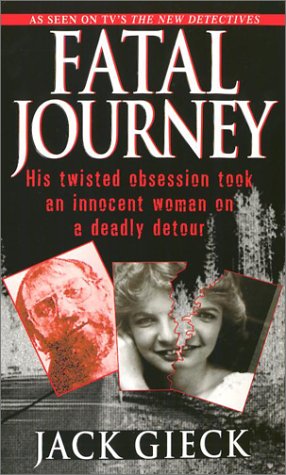 AS SEEN ON TV'S THE NEW DETECTIVES
FATAL
JOURNEY
His twisted obsession took
an innocent woman on
a deadly detour
JACK GIECK